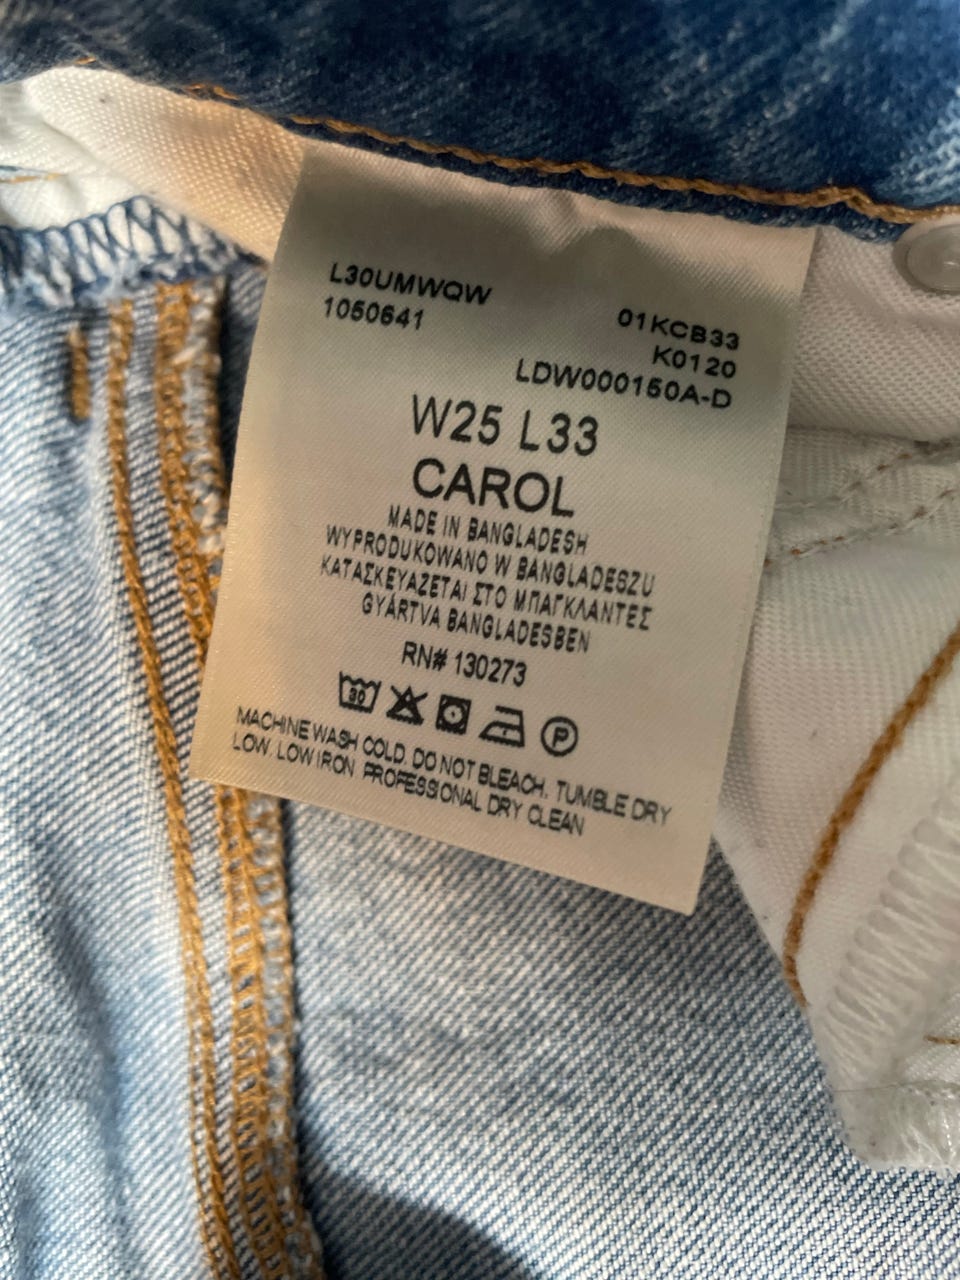 L30UMWQW
1050641
01KCB33
K0120
LDW000150A-D
W25 L33
CAROL
MADE IN BANGLADESH
WYPRODUKOWANO W BANGLADESZU
ΚΑΤΑΣΚΕΥΑΖΕΤΑΙ ΣΤΟ ΜΠΑΓΚΛΑΝΤΕΣ
GYÁRTVA BANGLADESBEN
RN# 130273
30
P
MACHINE WASH COLD. DO NOT BLEACH. TUMBLE DRY
LOW. LOW IRON. PROFESSIONAL DRY CLEAN